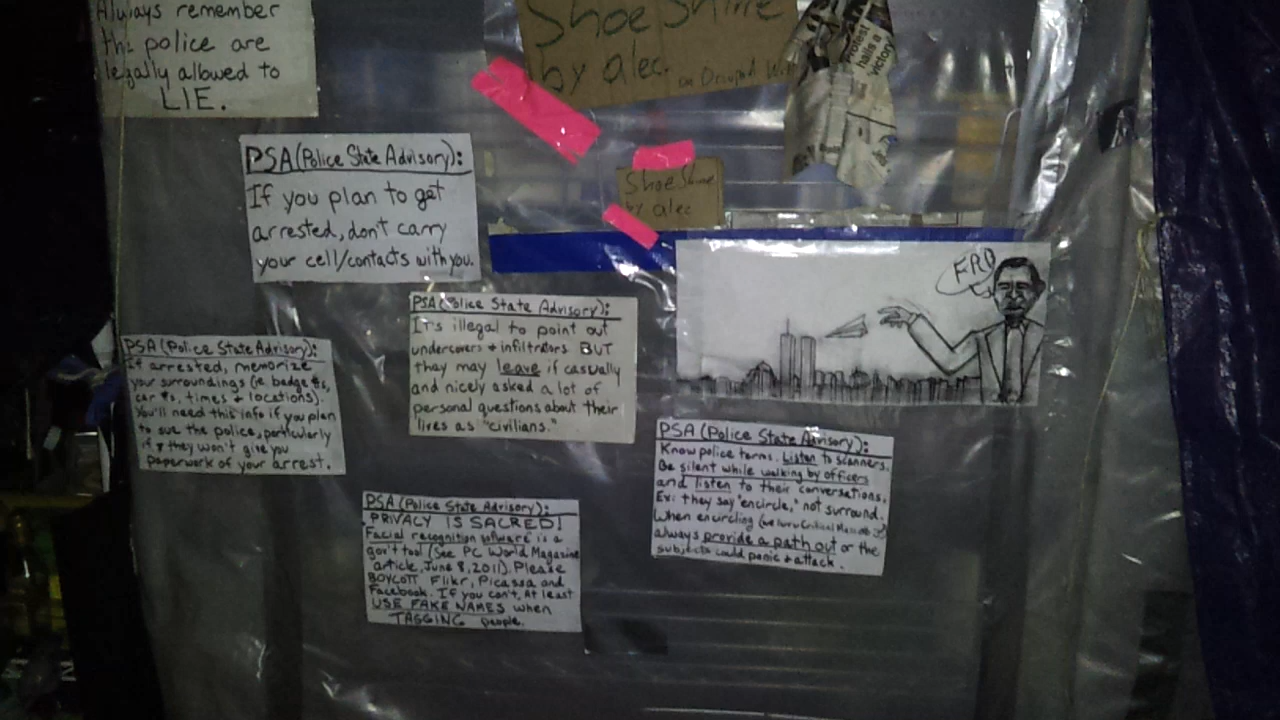 Always remember
the police are
legally allowed to
LIE.
Shoe Shine
by alec.
Protest
hails a
victory
PSA (Police State Advisory):
If you plan to get
arrested, don't carry
your cell/contacts with you.
Shoe Shine
by alec
PSA (Police State Advisory):
It's illegal to point out
undercovers + infiltrators. BUT
they may leave if casually
and nicely asked a lot of
personal questions about their
lives as "civilians."
PSA (Police State Advisory):
If arrested, memorize
your surroundings (ie. badge #s,
car #s, times + locations).
You'll need this info if you plan
to sue the police, particularly
if they won't give you
paperwork of your arrest.
PSA (Police State Advisory):
Know police terms. Listen to scanners.
Be silent while walking by officers
and listen to their conversations.
Ex: they say "encircle," not surround.
When encircling
always provide a path out or the
subjects could panic + attack.
PSA (Police State Advisory):
PRIVACY IS SACRED!
Facial recognition software is a
gov't tool (See PC World Magazine
article, June 8, 2011). Please
BOYCOTT Flikr, Picassa and
Facebook. If you can't, At least
USE FAKE NAMES when
TAGGING people.